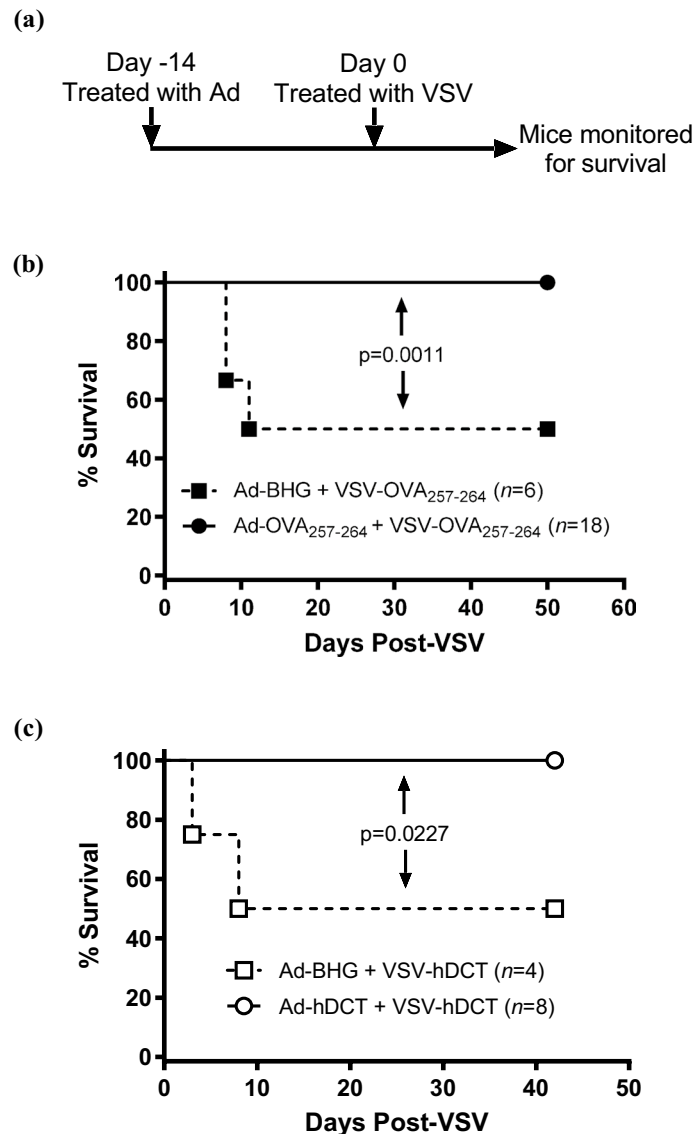 (a)
Day -14
Treated with Ad
Day 0
Treated with VSV
Mice monitored
for survival
(b)
% Survival
100
80
60
40
20
0
p=0.0011
Ad-BHG + VSV-OVA257-264 (n=6)
Ad-OVA257-264 + VSV-OVA257-264 (n=18)
0 10 20 30 40 50 60
Days Post-VSV
(c)
% Survival
100
80
60
40
20
0
p=0.0227
Ad-BHG + VSV-hDCT (n=4)
Ad-hDCT + VSV-hDCT (n=8)
0 10 20 30 40 50
Days Post-VSV